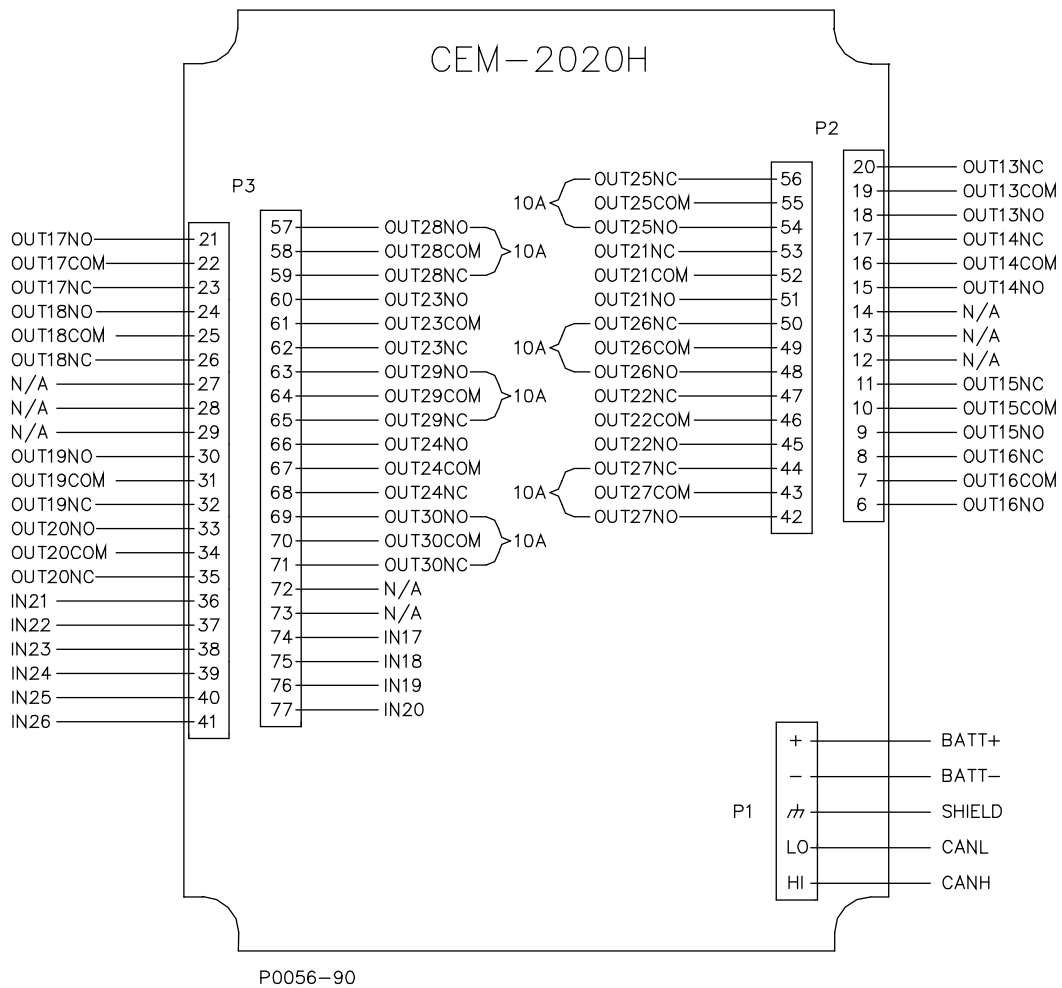 CEM-2020H
P3
OUT17NO 21
OUT17COM 22
OUT17NC 23
OUT18NO 24
OUT18COM 25
OUT18NC 26
N/A 27
N/A 28
N/A 29
OUT19NO 30
OUT19COM 31
OUT19NC 32
OUT20NO 33
OUT20COM 34
OUT20NC 35
IN21 36
IN22 37
IN23 38
IN24 39
IN25 40
IN26 41
57 OUT28NO
58 OUT28COM 10A
59 OUT28NC
60 OUT23NO
61 OUT23COM
62 OUT23NC
63 OUT29NO
64 OUT29COM 10A
65 OUT29NC
66 OUT24NO
67 OUT24COM
68 OUT24NC
69 OUT30NO
70 OUT30COM 10A
71 OUT30NC
72 N/A
73 N/A
74 IN17
75 IN18
76 IN19
77 IN20
P2
OUT25NC 56
10A OUT25COM 55
OUT25NO 54
OUT21NC 53
OUT21COM 52
OUT21NO 51
OUT26NC 50
10A OUT26COM 49
OUT26NO 48
OUT22NC 47
OUT22COM 46
OUT22NO 45
OUT27NC 44
10A OUT27COM 43
OUT27NO 42
20 OUT13NC
19 OUT13COM
18 OUT13NO
17 OUT14NC
16 OUT14COM
15 OUT14NO
14 N/A
13 N/A
12 N/A
11 OUT15NC
10 OUT15COM
9 OUT15NO
8 OUT16NC
7 OUT16COM
6 OUT16NO
P1
+ BATT+
− BATT−
SHIELD
LO CANL
HI CANH
P0056-90